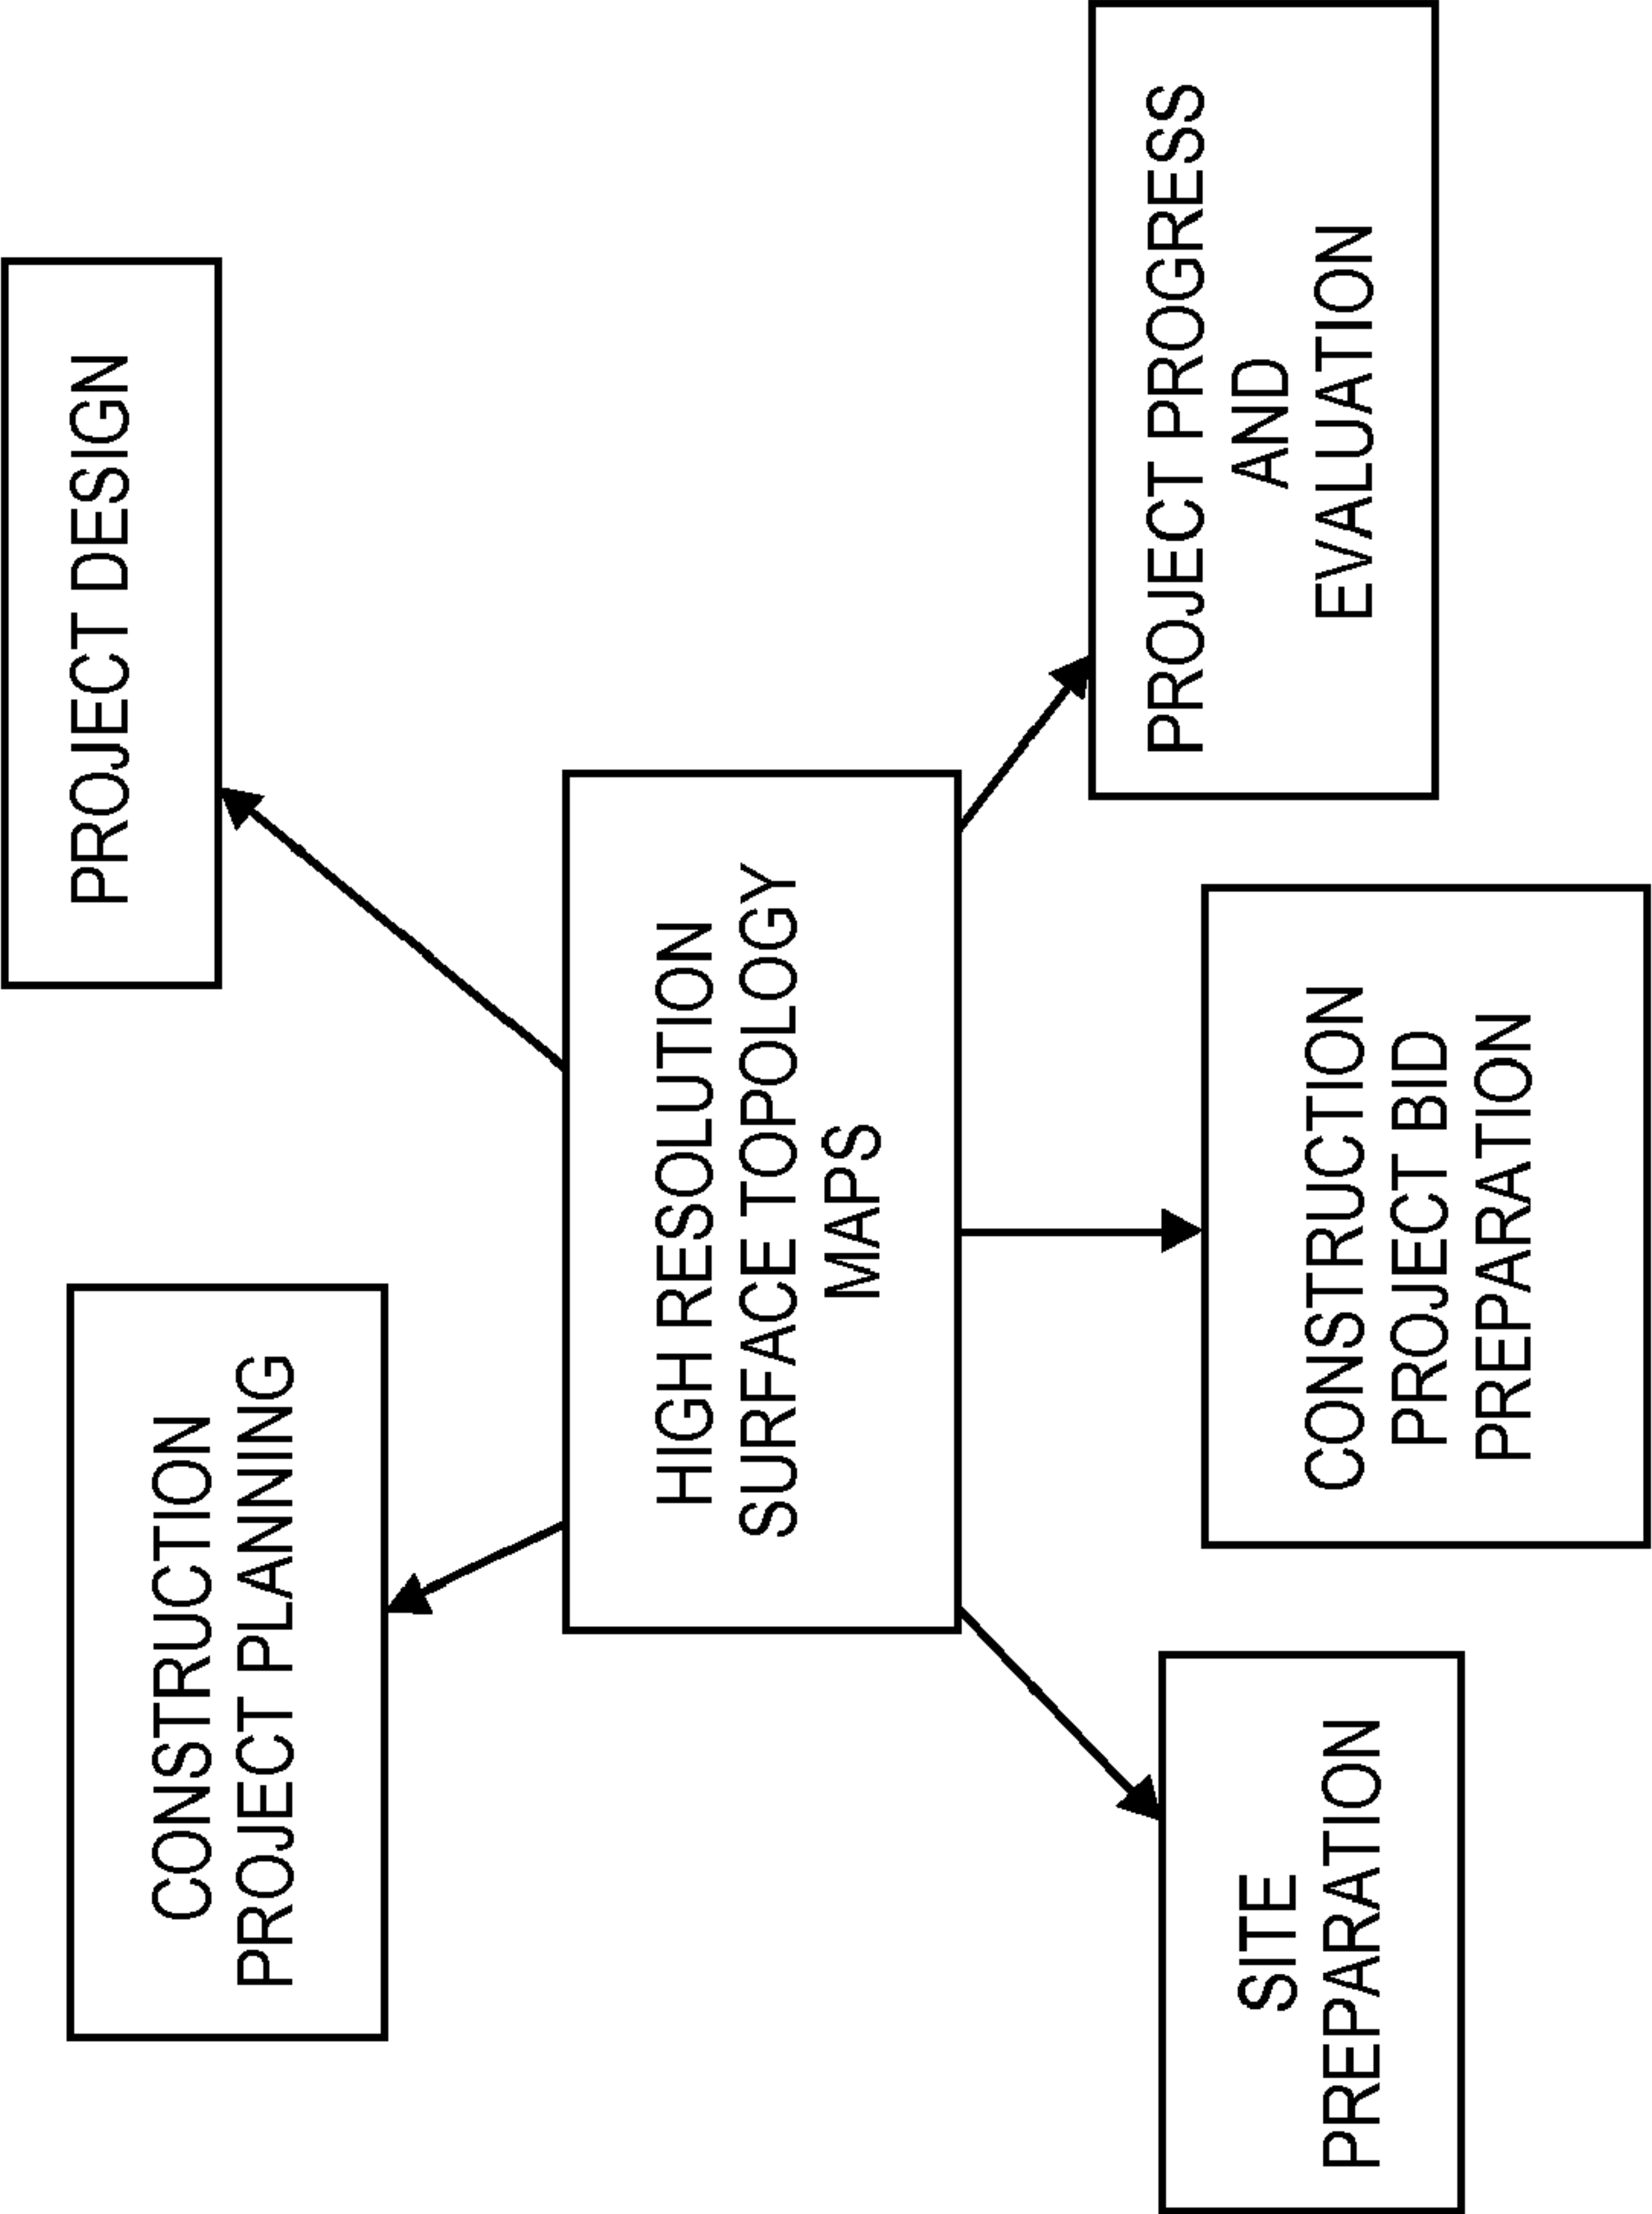 CONSTRUCTION
PROJECT PLANNING
PROJECT DESIGN
HIGH RESOLUTION
SURFACE TOPOLOGY
MAPS
SITE
PREPARATION
CONSTRUCTION
PROJECT BID
PREPARATION
PROJECT PROGRESS
AND
EVALUATION